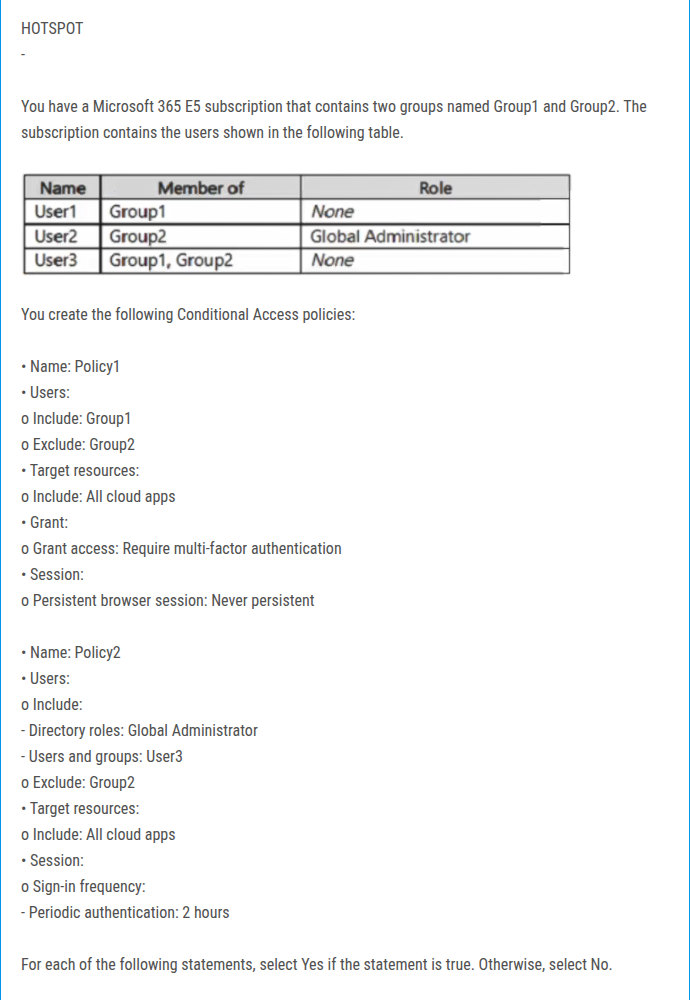 HOTSPOT
-
You have a Microsoft 365 E5 subscription that contains two groups named Group1 and Group2. The
subscription contains the users shown in the following table.
Name Member of Role
User1 Group1 None
User2 Group2 Global Administrator
User3 Group1, Group2 None
You create the following Conditional Access policies:
• Name: Policy1
• Users:
o Include: Group1
o Exclude: Group2
• Target resources:
o Include: All cloud apps
• Grant:
o Grant access: Require multi-factor authentication
• Session:
o Persistent browser session: Never persistent
• Name: Policy2
• Users:
o Include:
- Directory roles: Global Administrator
- Users and groups: User3
o Exclude: Group2
• Target resources:
o Include: All cloud apps
• Session:
o Sign-in frequency:
- Periodic authentication: 2 hours
For each of the following statements, select Yes if the statement is true. Otherwise, select No.